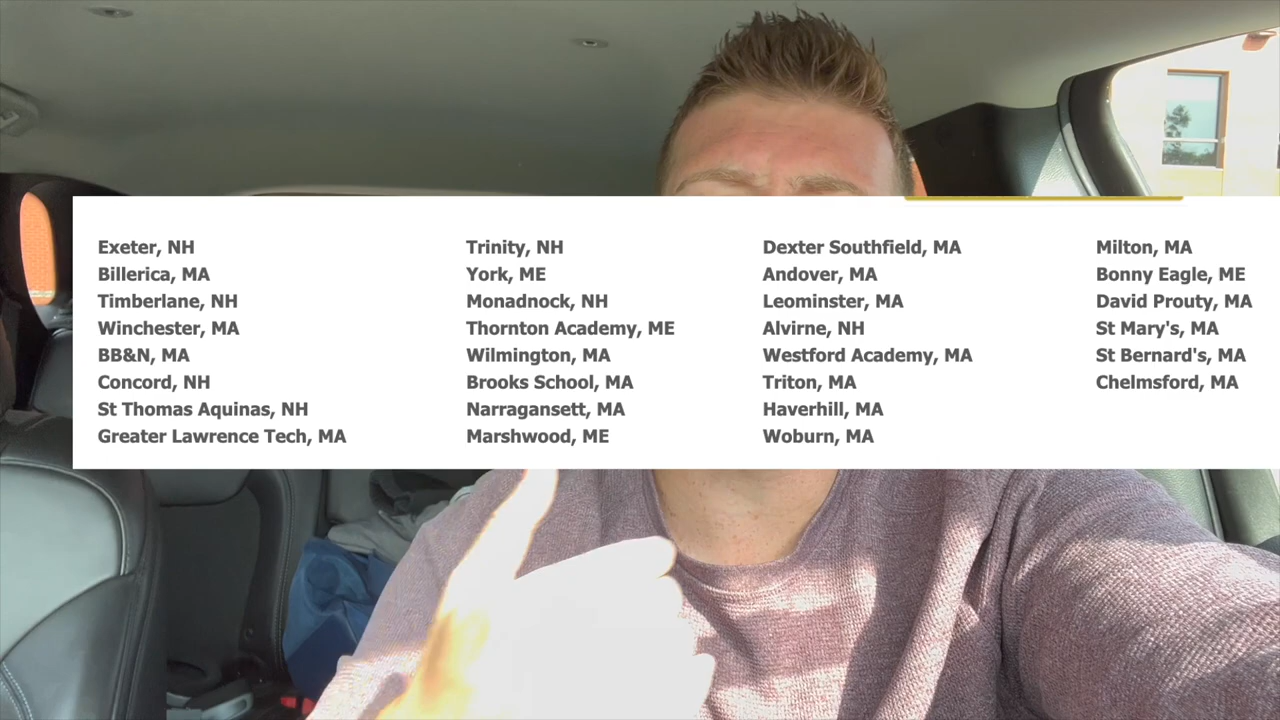 Exeter, NH
Billerica, MA
Timberlane, NH
Winchester, MA
BB&N, MA
Concord, NH
St Thomas Aquinas, NH
Greater Lawrence Tech, MA
Trinity, NH
York, ME
Monadnock, NH
Thornton Academy, ME
Wilmington, MA
Brooks School, MA
Narragansett, MA
Marshwood, ME
Dexter Southfield, MA
Andover, MA
Leominster, MA
Alvirne, NH
Westford Academy, MA
Triton, MA
Haverhill, MA
Woburn, MA
Milton, MA
Bonny Eagle, ME
David Prouty, MA
St Mary's, MA
St Bernard's, MA
Chelmsford, MA